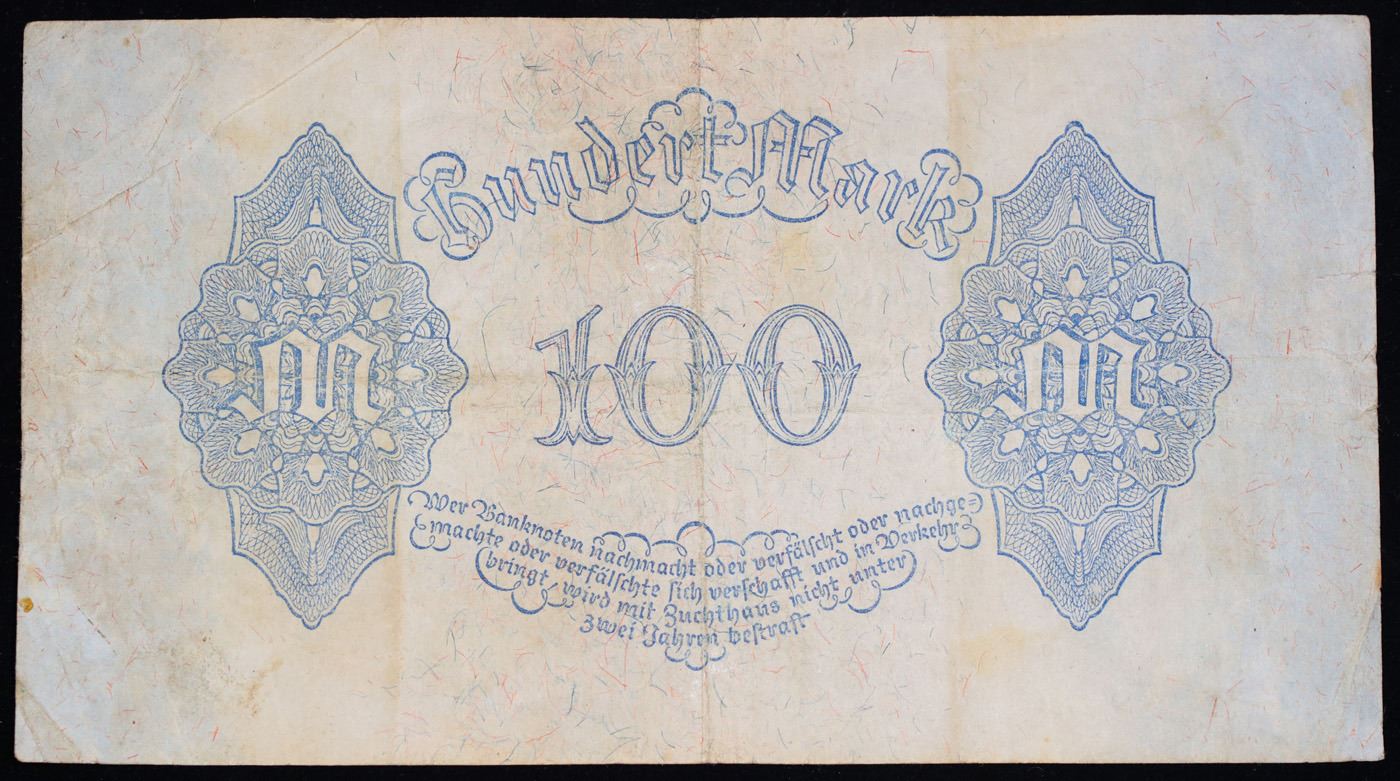 Hundert Mark
M
100
M
Wer Banknoten nachmacht oder verfälscht oder nachge-
machte oder verfälschte sich verschafft und in Verkehr
bringt, wird mit Zuchthaus nicht unter
zwei Jahren bestraft